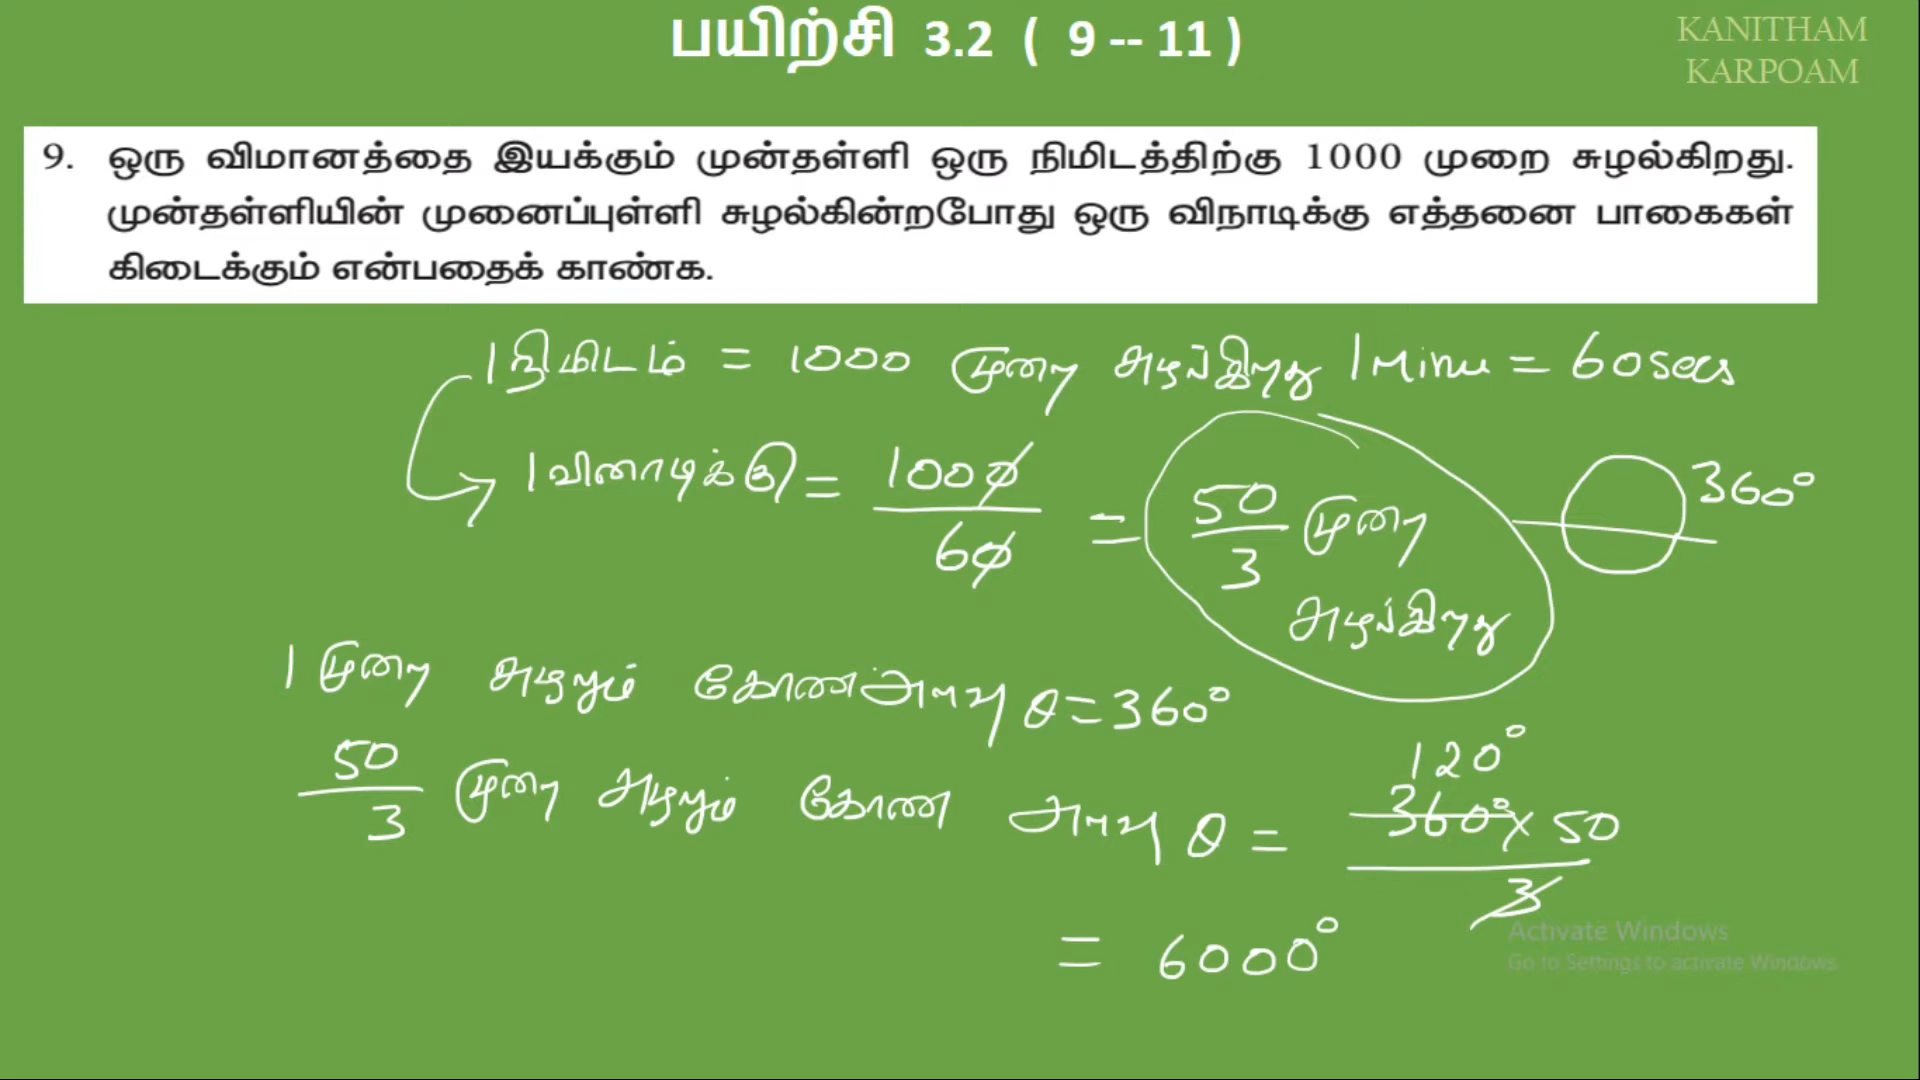 பயிற்சி 3.2 ( 9 -- 11 )
KANITHAM
KARPOAM
9. ஒரு விமானத்தை இயக்கும் முன்தள்ளி ஒரு நிமிடத்திற்கு 1000 முறை சுழல்கிறது.
முன்தள்ளியின் முனைப்புள்ளி சுழல்கின்றபோது ஒரு விநாடிக்கு எத்தனை பாகைகள்
கிடைக்கும் என்பதைக் காண்க.
1 நிமிடம் = 1000 முறை சுழல்கிறது 1 Minu = 60 secs
1 வினாடிக்கு = 1000/60 = 50/3 முறை
சுழல்கிறது
360°
1 முறை சுழலும் கோண அளவு θ = 360°
50/3 முறை சுழலும் கோண அளவு θ = 360° x 50 / 3
120°
= 6000°
Activate Windows
Go to Settings to activate Windows.